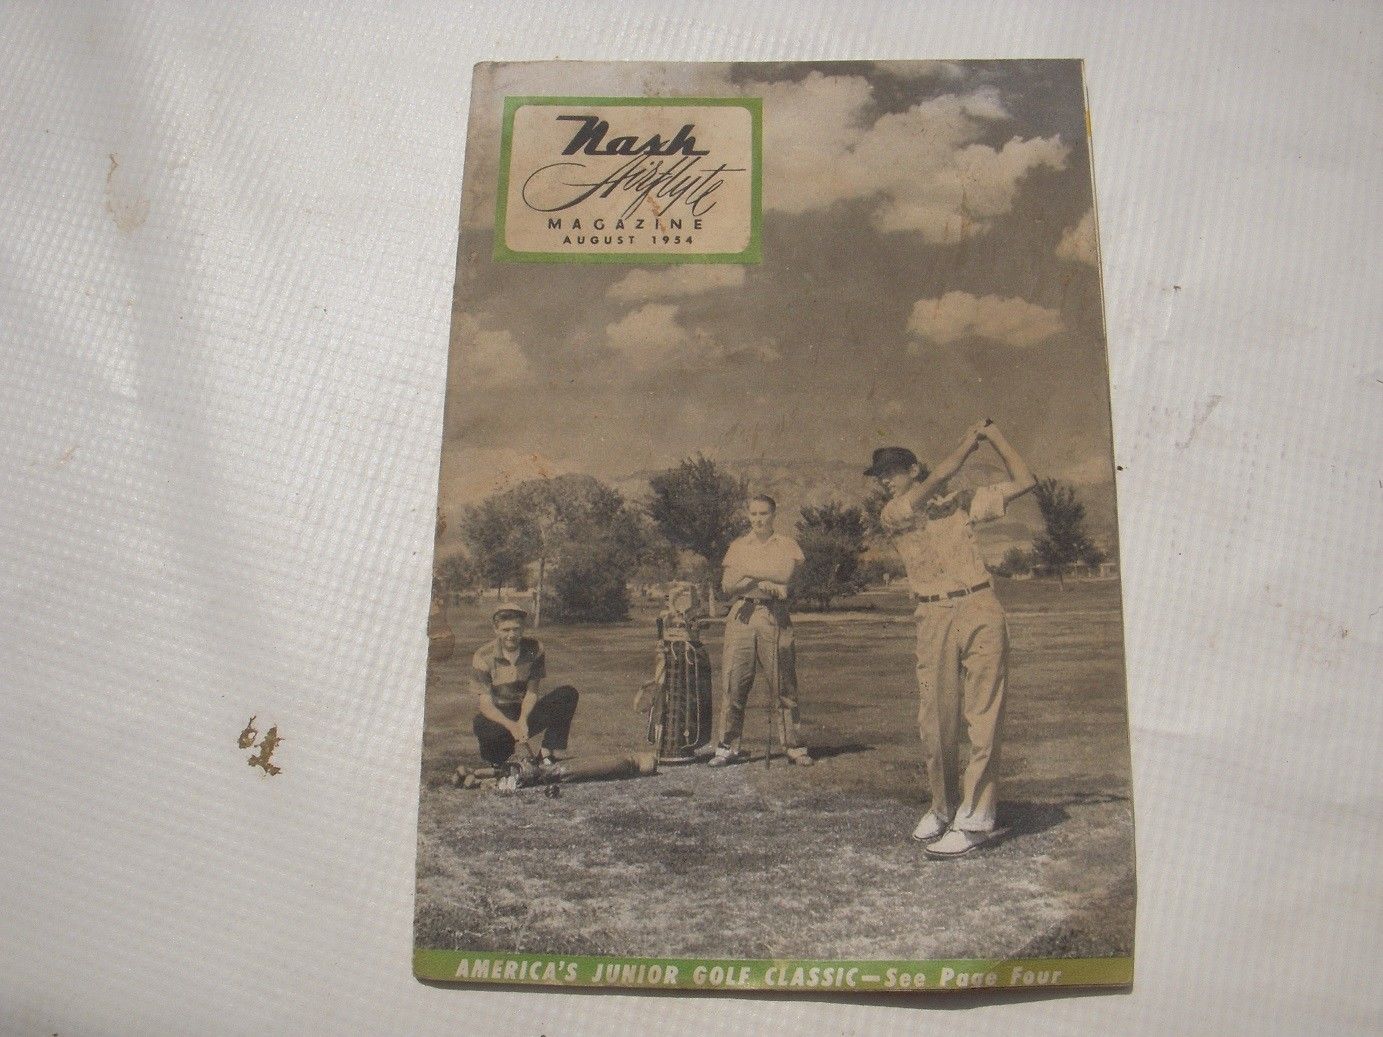 Nash
Airflyte
MAGAZINE
AUGUST 1954
AMERICA'S JUNIOR GOLF CLASSIC—See Page Four